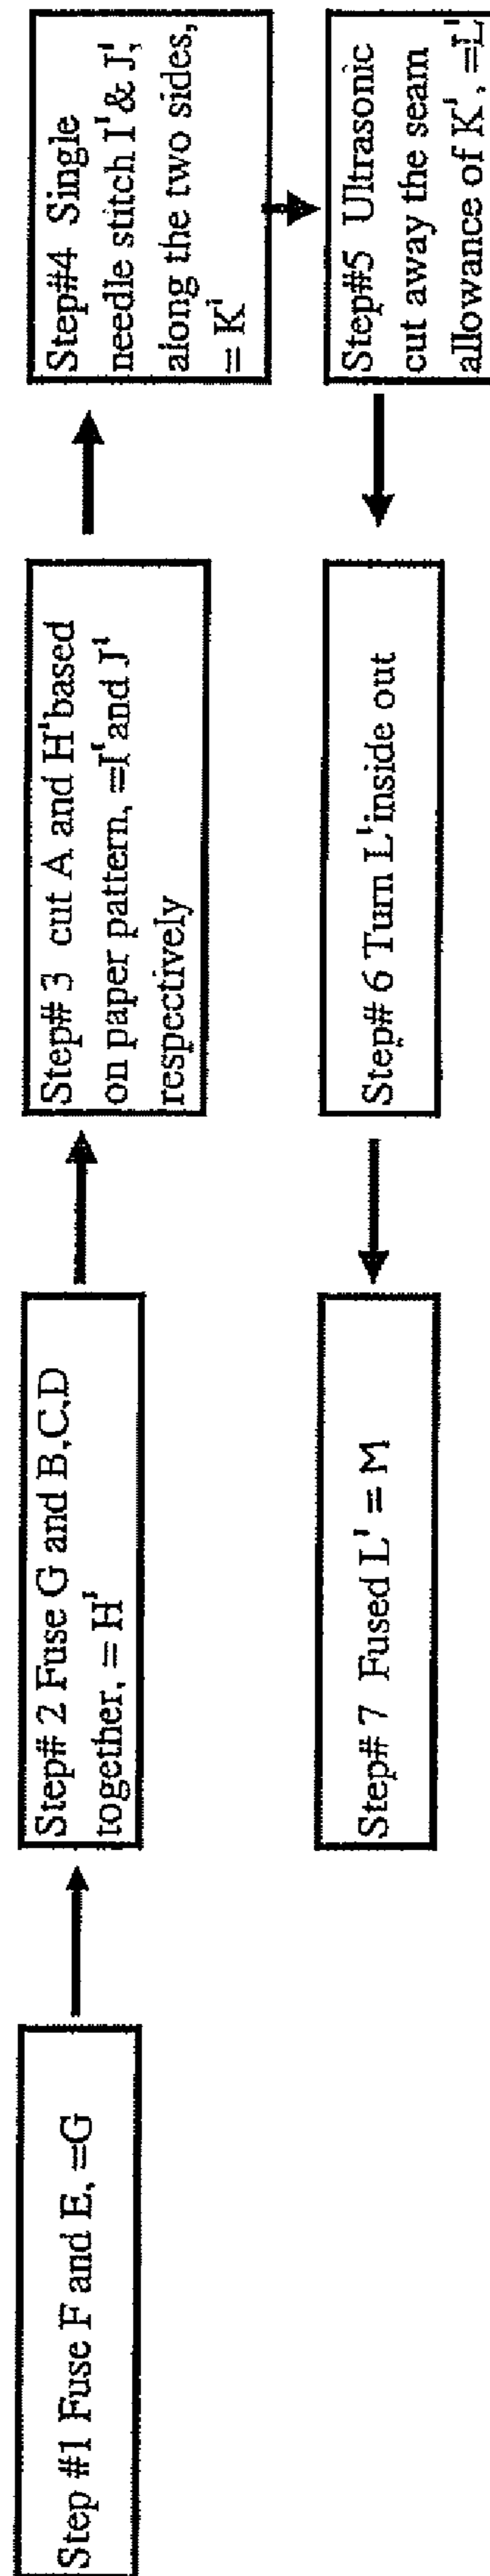 Step #1 Fuse F and E, =G
Step# 2 Fuse G and B,C,D
together, = H'
Step# 3 cut A and H'based
on paper pattern, =I'and J'
respectively
Step#4 Single
needle stitch I' & J',
along the two sides,
= K'
Step#5 Ultrasonic
cut away the seam
allowance of K', =L'
Step# 6 Turn L'inside out
Step# 7 Fused L' = M